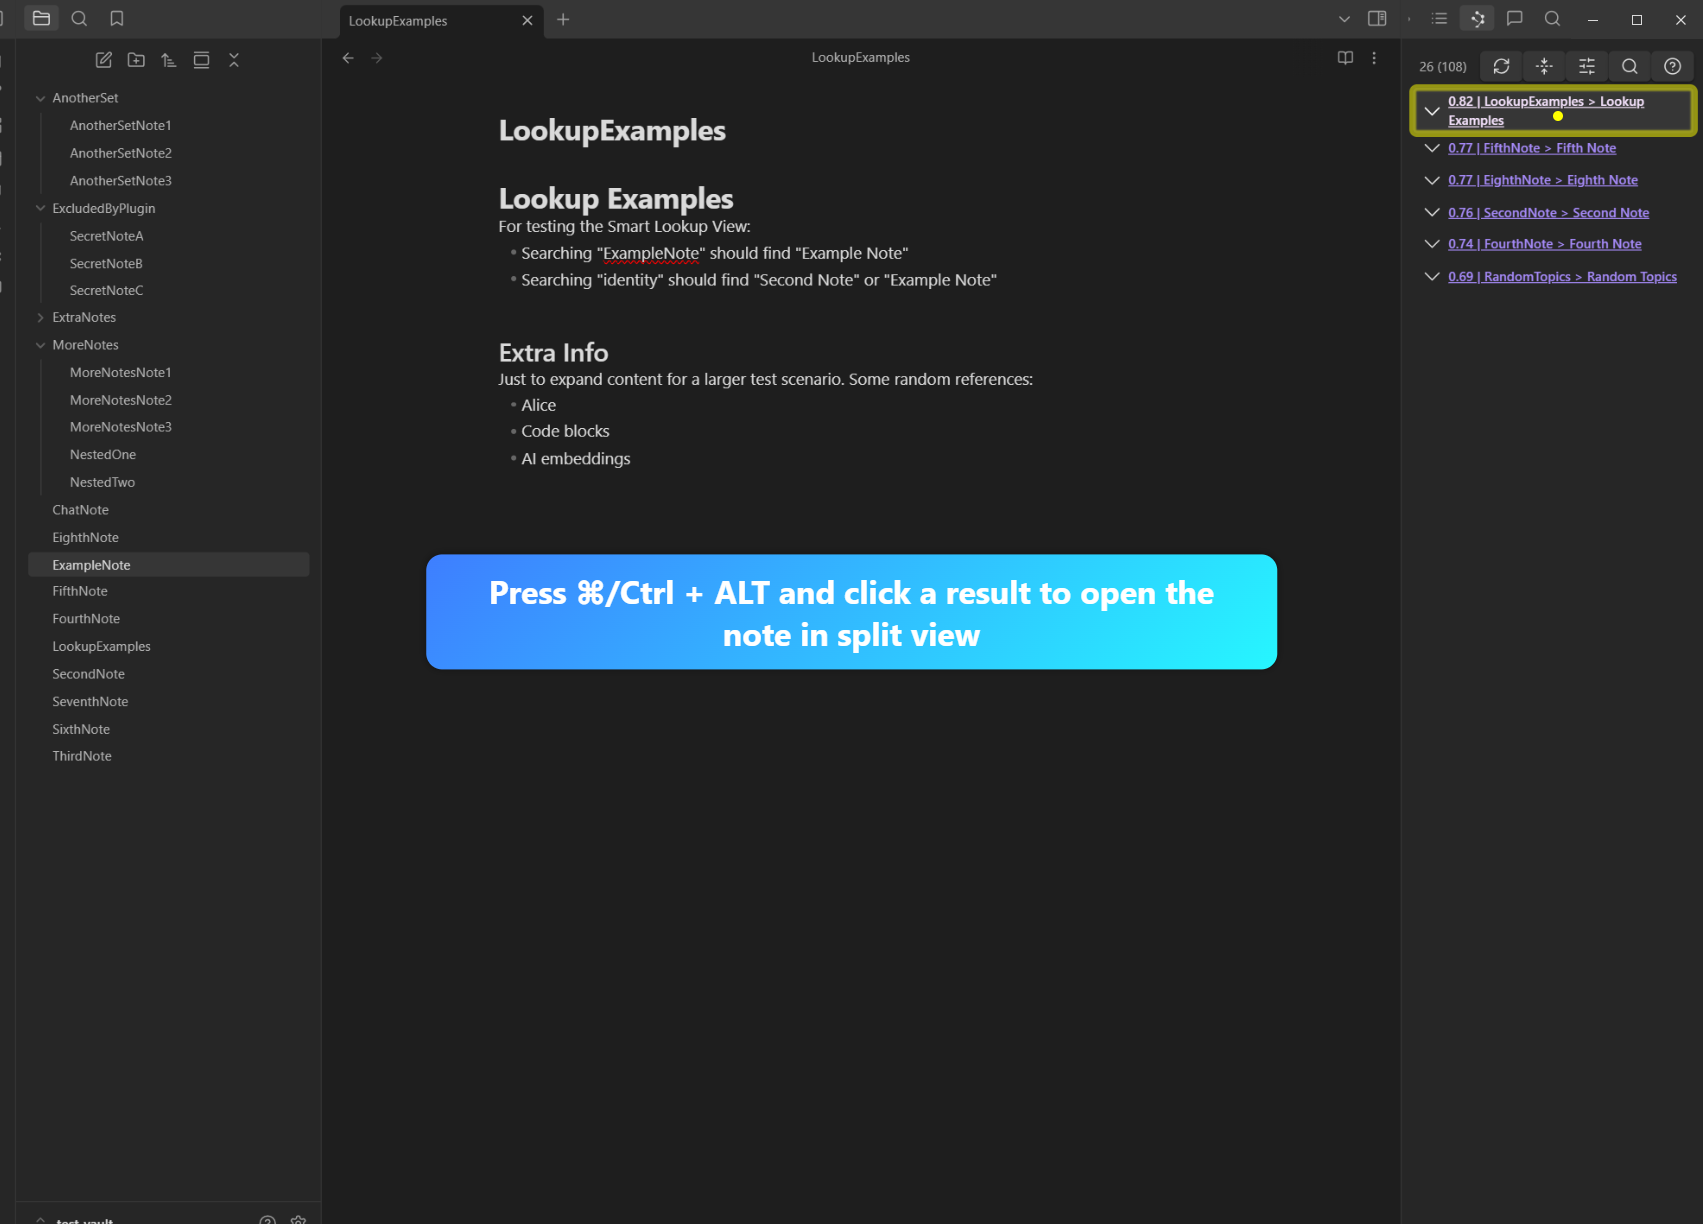 LookupExamples
LookupExamples
26 (108)
AnotherSet
AnotherSetNote1
AnotherSetNote2
AnotherSetNote3
ExcludedByPlugin
SecretNoteA
SecretNoteB
SecretNoteC
ExtraNotes
MoreNotes
MoreNotesNote1
MoreNotesNote2
MoreNotesNote3
NestedOne
NestedTwo
ChatNote
EighthNote
ExampleNote
FifthNote
FourthNote
LookupExamples
SecondNote
SeventhNote
SixthNote
ThirdNote
test-vault
LookupExamples
Lookup Examples
For testing the Smart Lookup View:
Searching "ExampleNote" should find "Example Note"
Searching "identity" should find "Second Note" or "Example Note"
Extra Info
Just to expand content for a larger test scenario. Some random references:
Alice
Code blocks
AI embeddings
Press ⌘/Ctrl + ALT and click a result to open the
note in split view
0.82 | LookupExamples > Lookup
Examples
0.77 | FifthNote > Fifth Note
0.77 | EighthNote > Eighth Note
0.76 | SecondNote > Second Note
0.74 | FourthNote > Fourth Note
0.69 | RandomTopics > Random Topics